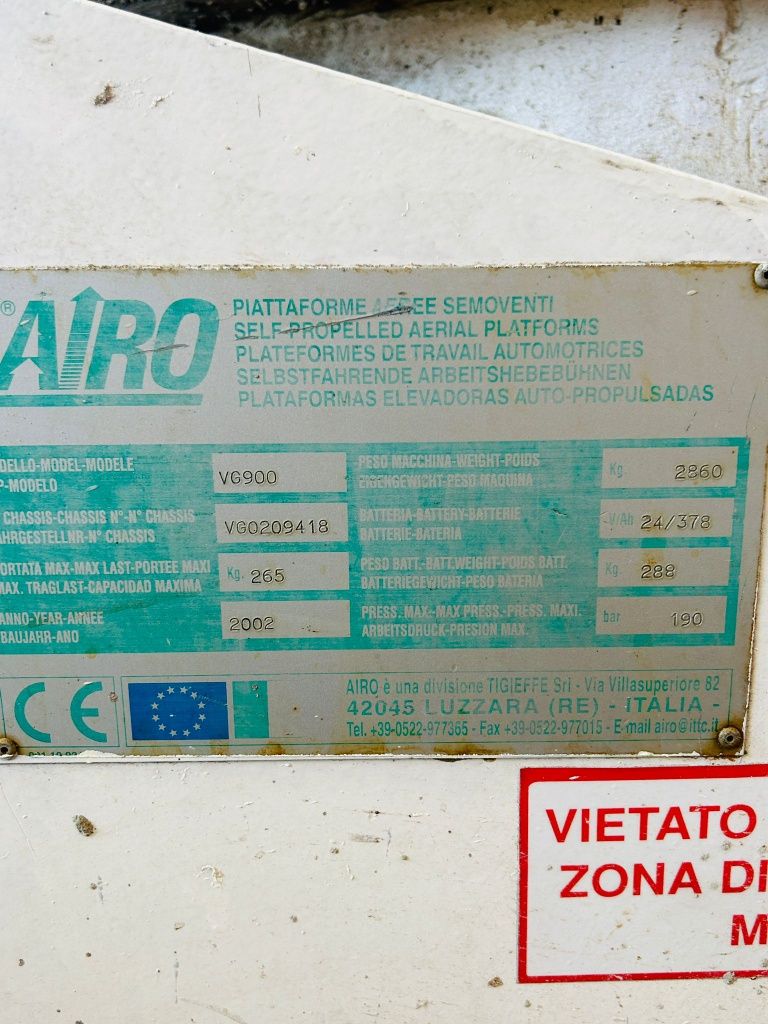 ® AIRO
PIATTAFORME AEREE SEMOVENTI
SELF-PROPELLED AERIAL PLATFORMS
PLATEFORMES DE TRAVAIL AUTOMOTRICES
SELBSTFAHRENDE ARBEITSHEBEBÜHNEN
PLATAFORMAS ELEVADORAS AUTO-PROPULSADAS
DELLO-MODEL-MODELE
P-MODELO
VG900
PESO MACCHINA-WEIGHT-POIDS
EIGENGEWICHT-PESO MAQUINA
Kg 2860
CHASSIS-CHASSIS N°-N° CHASSIS
AHRGESTELLNR-N° CHASSIS
VG0209418
BATTERIA-BATTERY-BATTERIE
BATTERIE-BATERIA
V/Ah 24/378
ORTATA MAX-MAX LAST-PORTEE MAXI
MAX. TRAGLAST-CAPACIDAD MAXIMA
Kg. 265
PESO BATT.-BATT.WEIGHT-POIDS BATT.
BATTERIEGEWICHT-PESO BATERIA
Kg. 288
ANNO-YEAR-ANNEE
BAUJAHR-ANO
2002
PRESS. MAX.-MAX PRESS.-PRESS. MAXI.
ARBEITSDRUCK-PRESION MAX.
bar 190
CE
AIRO è una divisione TIGIEFFE Srl - Via Villasuperiore 82
42045 LUZZARA (RE) - ITALIA -
Tel. +39-0522-977365 - Fax +39-0522-977015 - E mail airo@ittc.it
VIETATO
ZONA DI
M